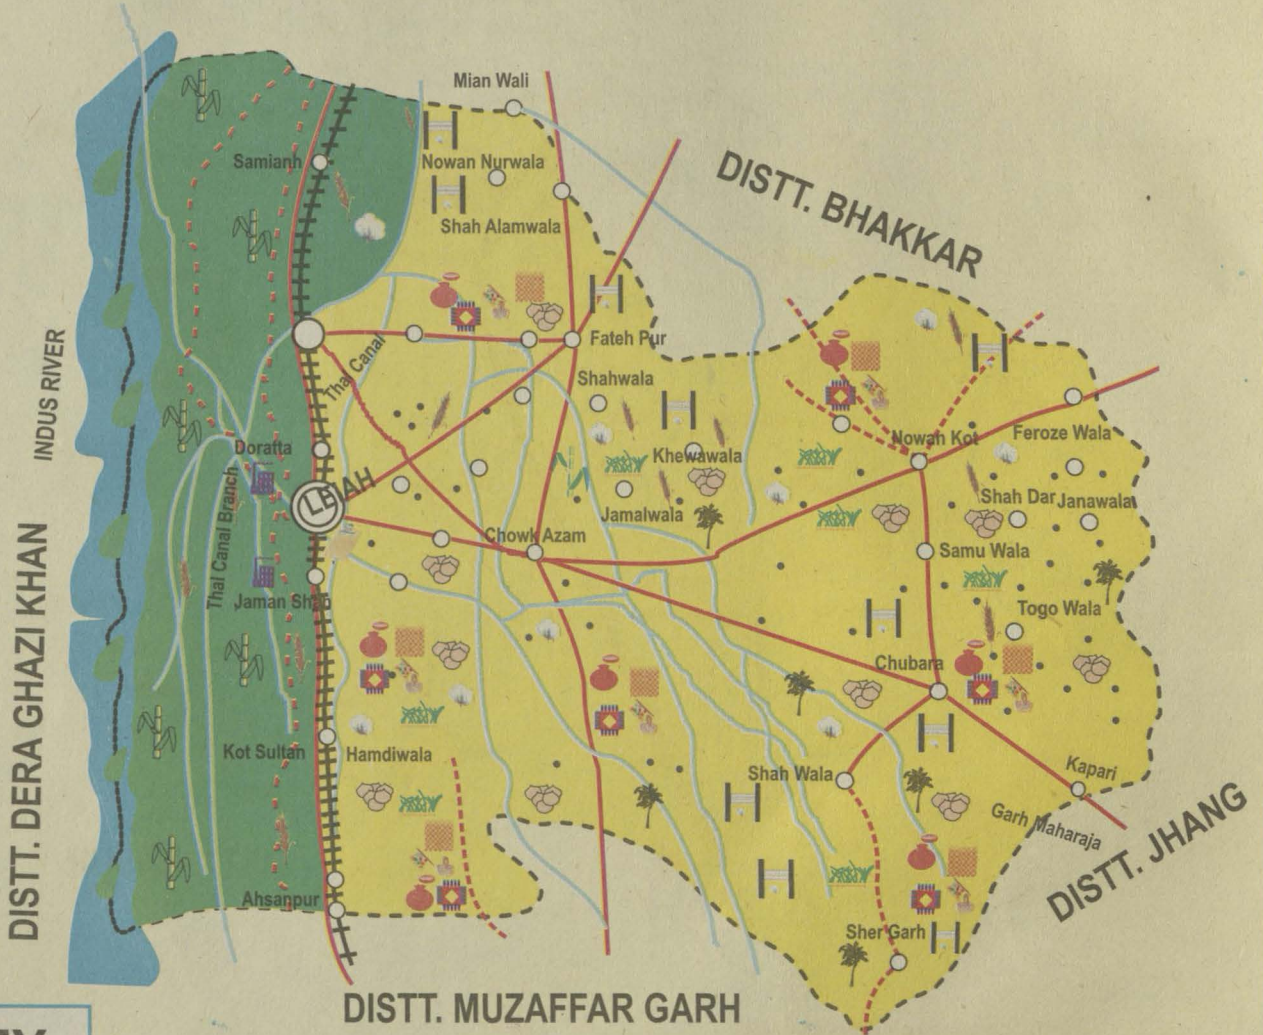 Mian Wali
DISTT. BHAKKAR
Samianh
Nowan Nurwala
Shah Alamwala
INDUS RIVER
Thal Canal
Fateh Pur
Shahwala
Doratta
Khewawala
Nowah Kot
Feroze Wala
LEIAH
Thal Canal Branch
Jamalwala
Shah Dar
Janawala
Chowk Azam
Samu Wala
Jaman Shah
Togo Wala
DISTT. DERA GHAZI KHAN
Chubara
Kot Sultan
Hamdiwala
Shah Wala
Kapari
Garh Maharaja
DISTT. JHANG
Ahsanpur
Sher Garh
DISTT. MUZAFFAR GARH